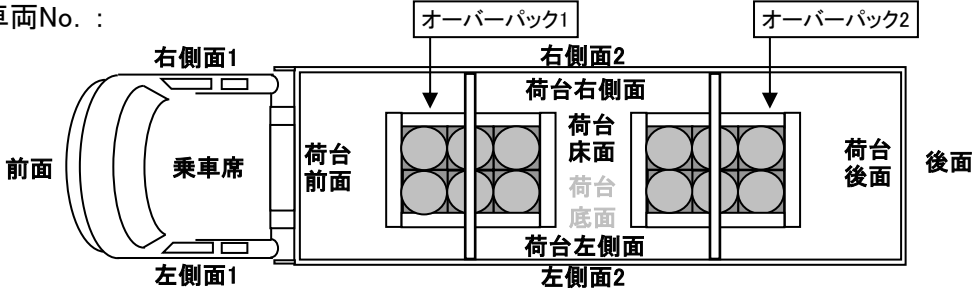 車両No. :
オーバーパック1
オーバーパック2
右側面1
右側面2
荷台右側面
前面
乗車席
荷台
前面
荷台
床面
荷台
底面
荷台
後面
後面
荷台左側面
左側面1
左側面2